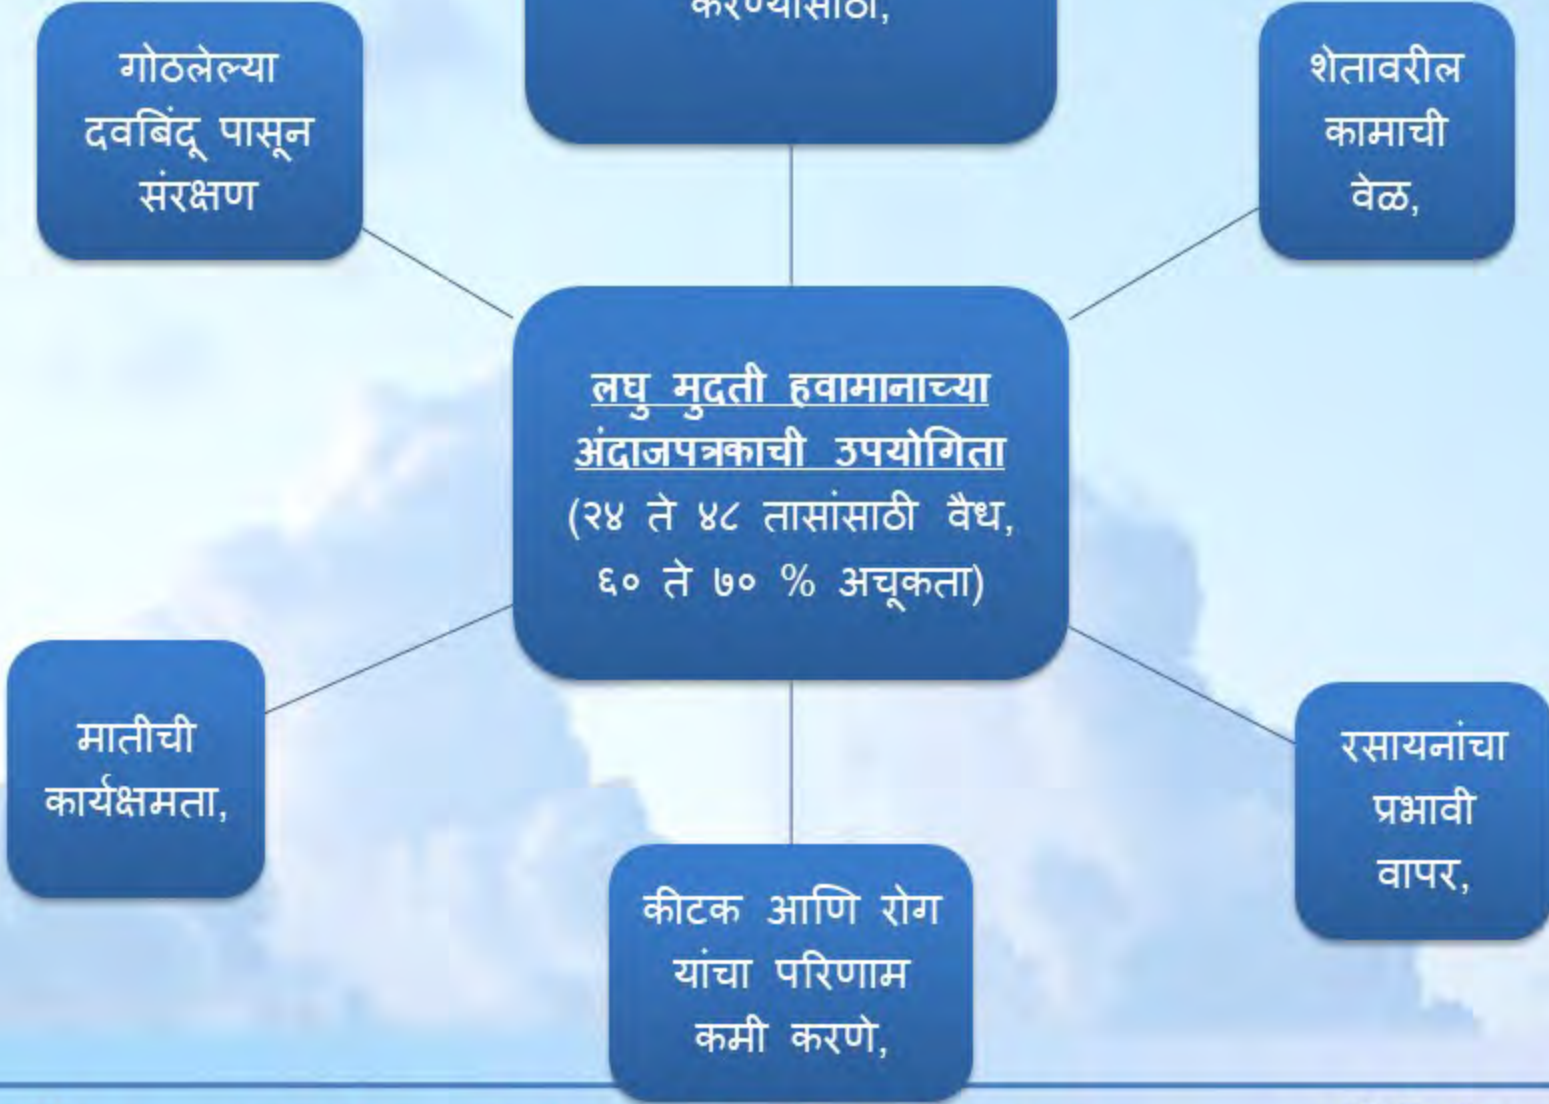 करण्यासाठी,
गोठलेल्या
दवबिंदू पासून
संरक्षण
शेतावरील
कामाची
वेळ,
लघु मुदती हवामानाच्या
अंदाजपत्रकाची उपयोगिता
(२४ ते ४८ तासांसाठी वैध,
६० ते ७० % अचूकता)
मातीची
कार्यक्षमता,
रसायनांचा
प्रभावी
वापर,
कीटक आणि रोग
यांचा परिणाम
कमी करणे,